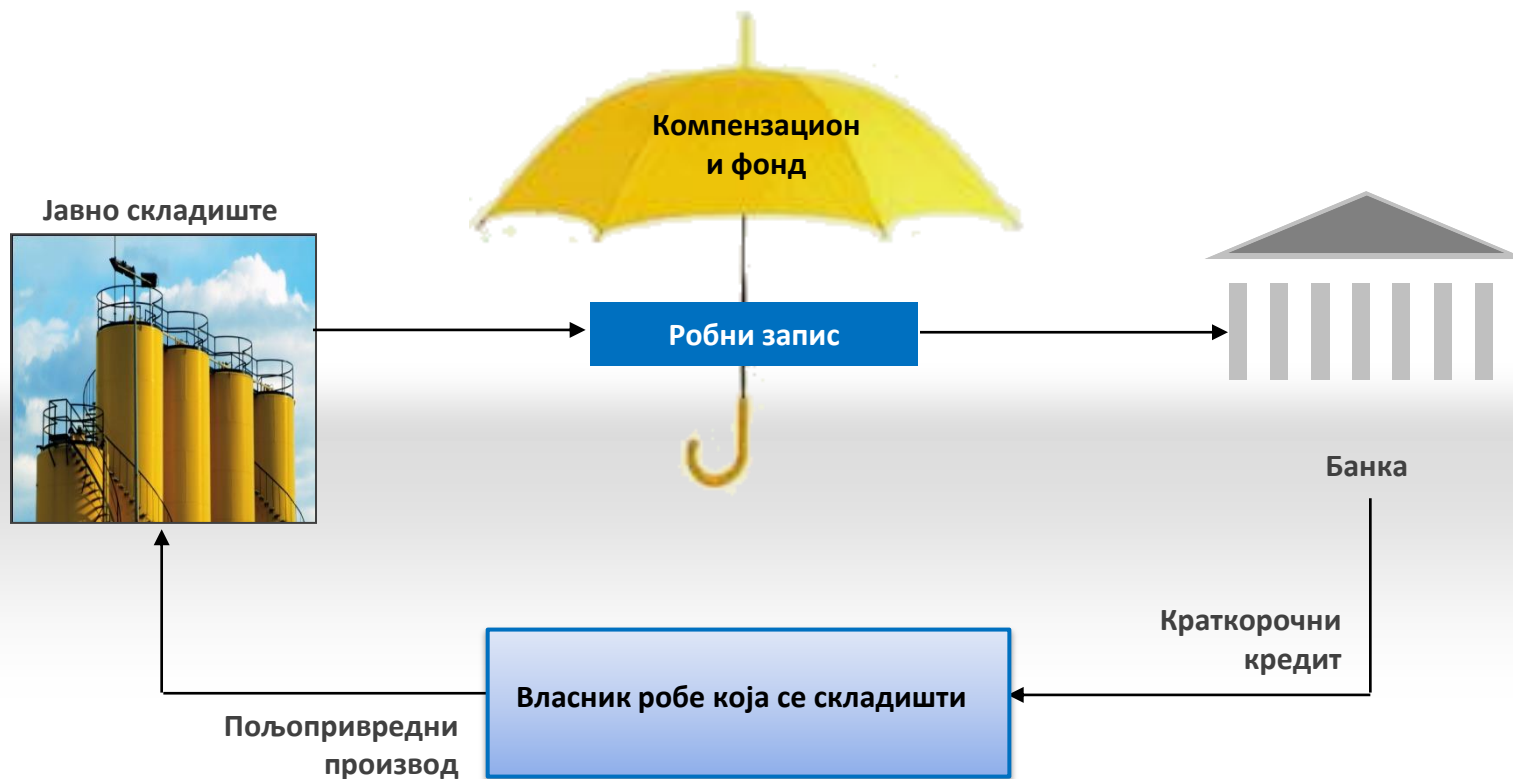 Компензацион
и фонд
Јавно складиште
Робни запис
Банка
Краткорочни
кредит
Власник робе која се складишти
Пољопривредни
производ